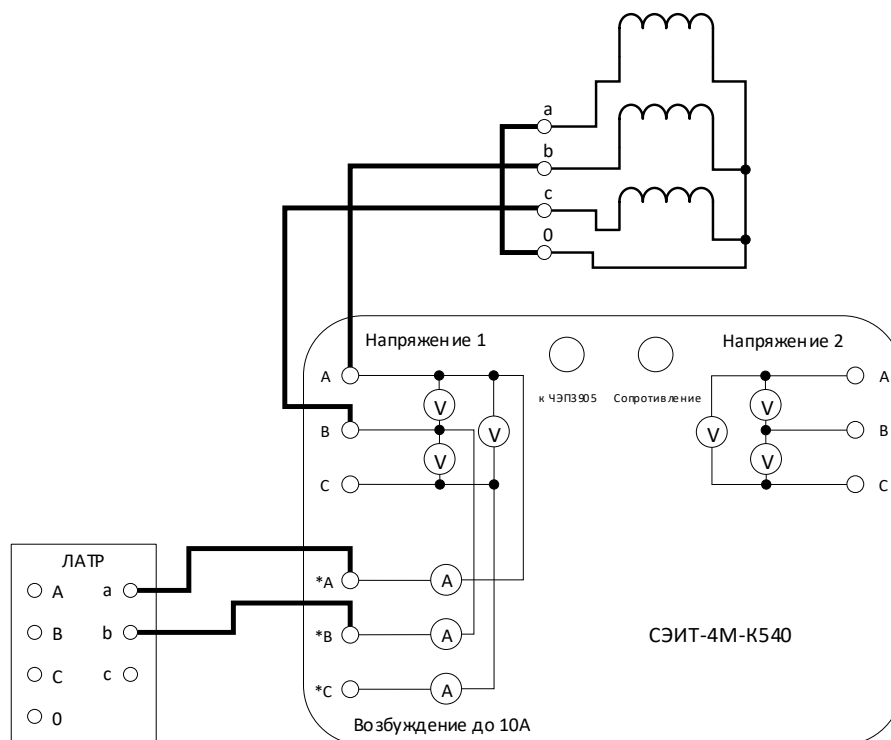 a
b
c
0
Напряжение 1
Напряжение 2
A
V
V
к ЧЭП3905
Сопротивление
V
A
B
V
V
B
V
V
C
C
ЛАТР
A
a
*A
A
B
b
*B
A
СЭИТ-4М-К540
C
c
*C
A
0
Возбуждение до 10А